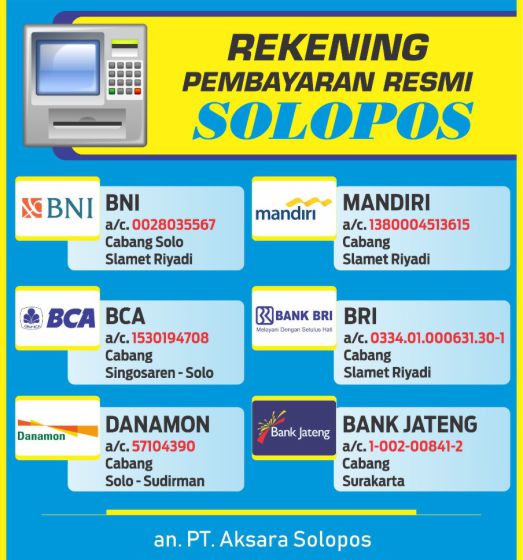 REKENING
PEMBAYARAN RESMI
SOLOPOS
BNI
BNI
a/c. 0028035567
Cabang Solo
Slamet Riyadi
mandiri
MANDIRI
a/c. 1380004513615
Cabang
Slamet Riyadi
BCA
BCA
a/c. 1530194708
Cabang
Singosaren - Solo
BANK BRI
Melayani Dengan Setulus Hati
BRI
a/c. 0334.01.000631.30-1
Cabang
Slamet Riyadi
Danamon
DANAMON
a/c. 57104390
Cabang
Solo - Sudirman
Bank Jateng
BANK JATENG
a/c. 1-002-00841-2
Cabang
Surakarta
an. PT. Aksara Solopos